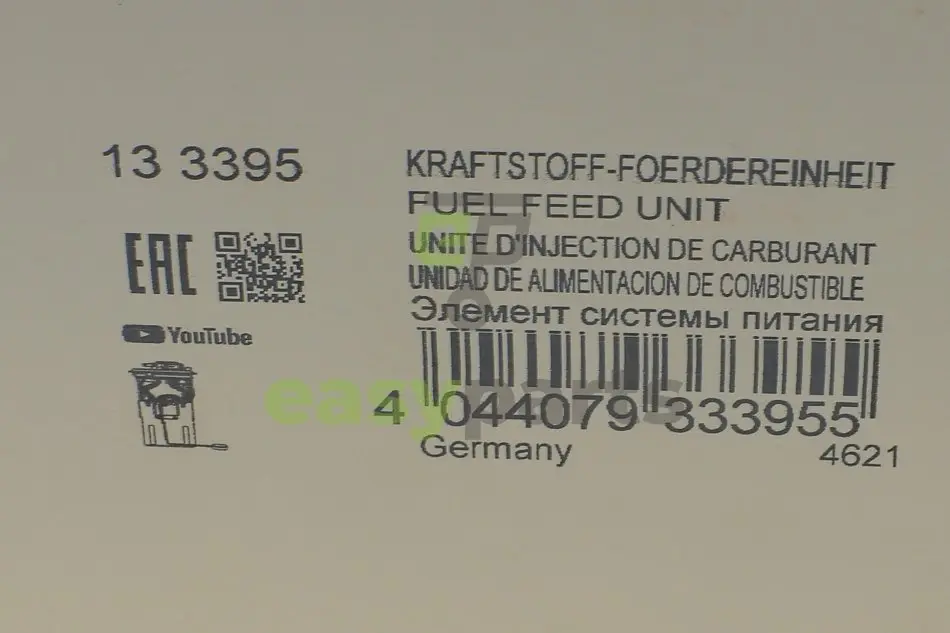 13 3395
KRAFTSTOFF-FOERDEREINHEIT
FUEL FEED UNIT
UNITE D'INJECTION DE CARBURANT
UNIDAD DE ALIMENTACION DE COMBUSTIBLE
Элемент системы питания
EAC
YouTube
easyparts
4 044079 333955
Germany
4621